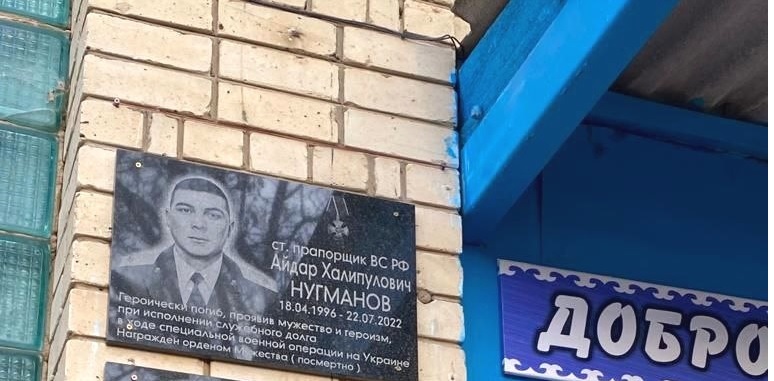 ст. прапорщик ВС РФ
Айдар Халипулович
НУГМАНОВ
18.04.1996 - 22.07.2022
Героически погиб, проявив мужество и героизм,
при исполнении служебного долга
в ходе специальной военной операции на Украине
Награжден орденом Мужества ( посмертно )
ДОБРО